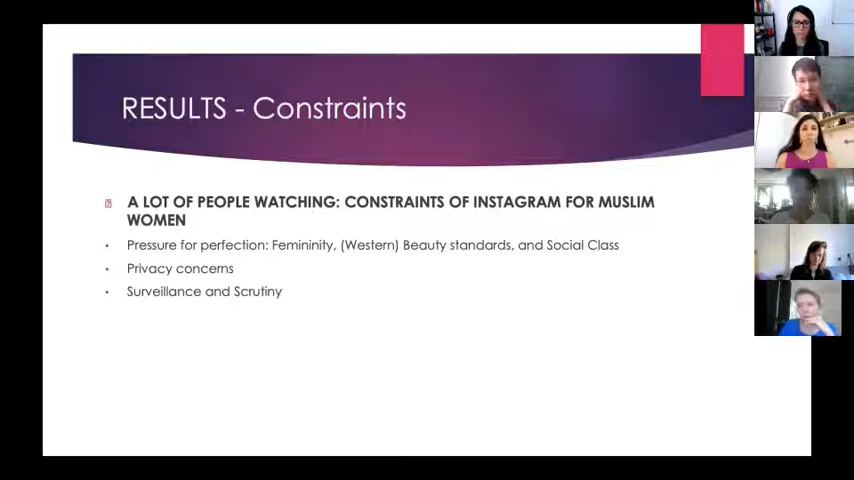 RESULTS - Constraints
A LOT OF PEOPLE WATCHING: CONSTRAINTS OF INSTAGRAM FOR MUSLIM
WOMEN
• Pressure for perfection: Femininity, (Western) Beauty standards, and Social Class
• Privacy concerns
• Surveillance and Scrutiny